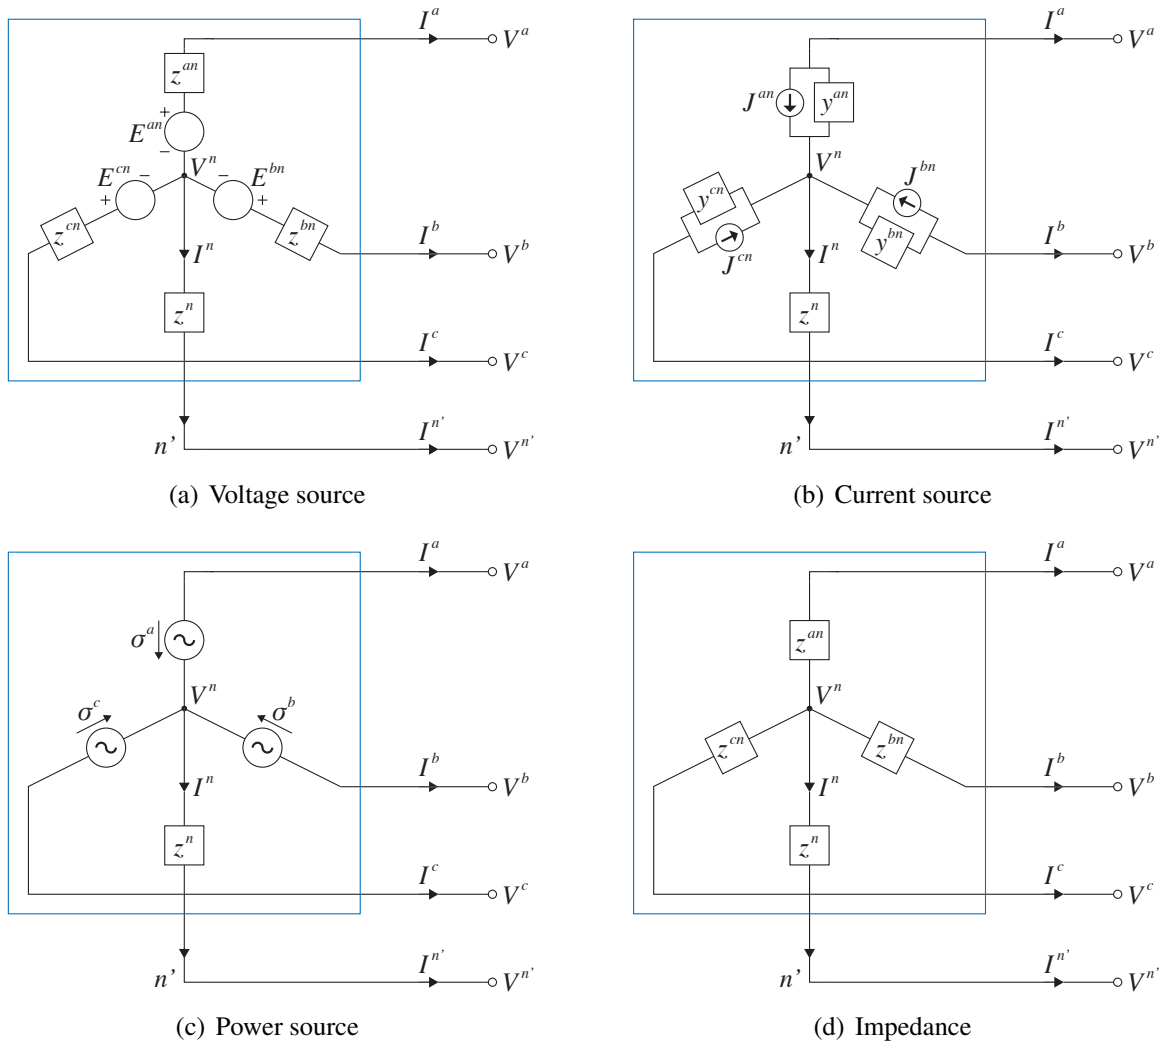 I^a V^a
z^an
+
E^an
−
V^n
E^cn − − E^bn
+ +
z^cn z^bn
I^b V^b
I^n
z^n
I^c V^c
I^n' V^n'
n'
(a) Voltage source
I^a V^a
J^an y^an
V^n
y^cn J^bn
J^cn y^bn
I^b V^b
I^n
z^n
I^c V^c
I^n' V^n'
n'
(b) Current source
I^a V^a
σ^a
V^n
σ^c σ^b
I^b V^b
I^n
z^n
I^c V^c
I^n' V^n'
n'
(c) Power source
I^a V^a
z^an
V^n
z^cn z^bn
I^b V^b
I^n
z^n
I^c V^c
I^n' V^n'
n'
(d) Impedance